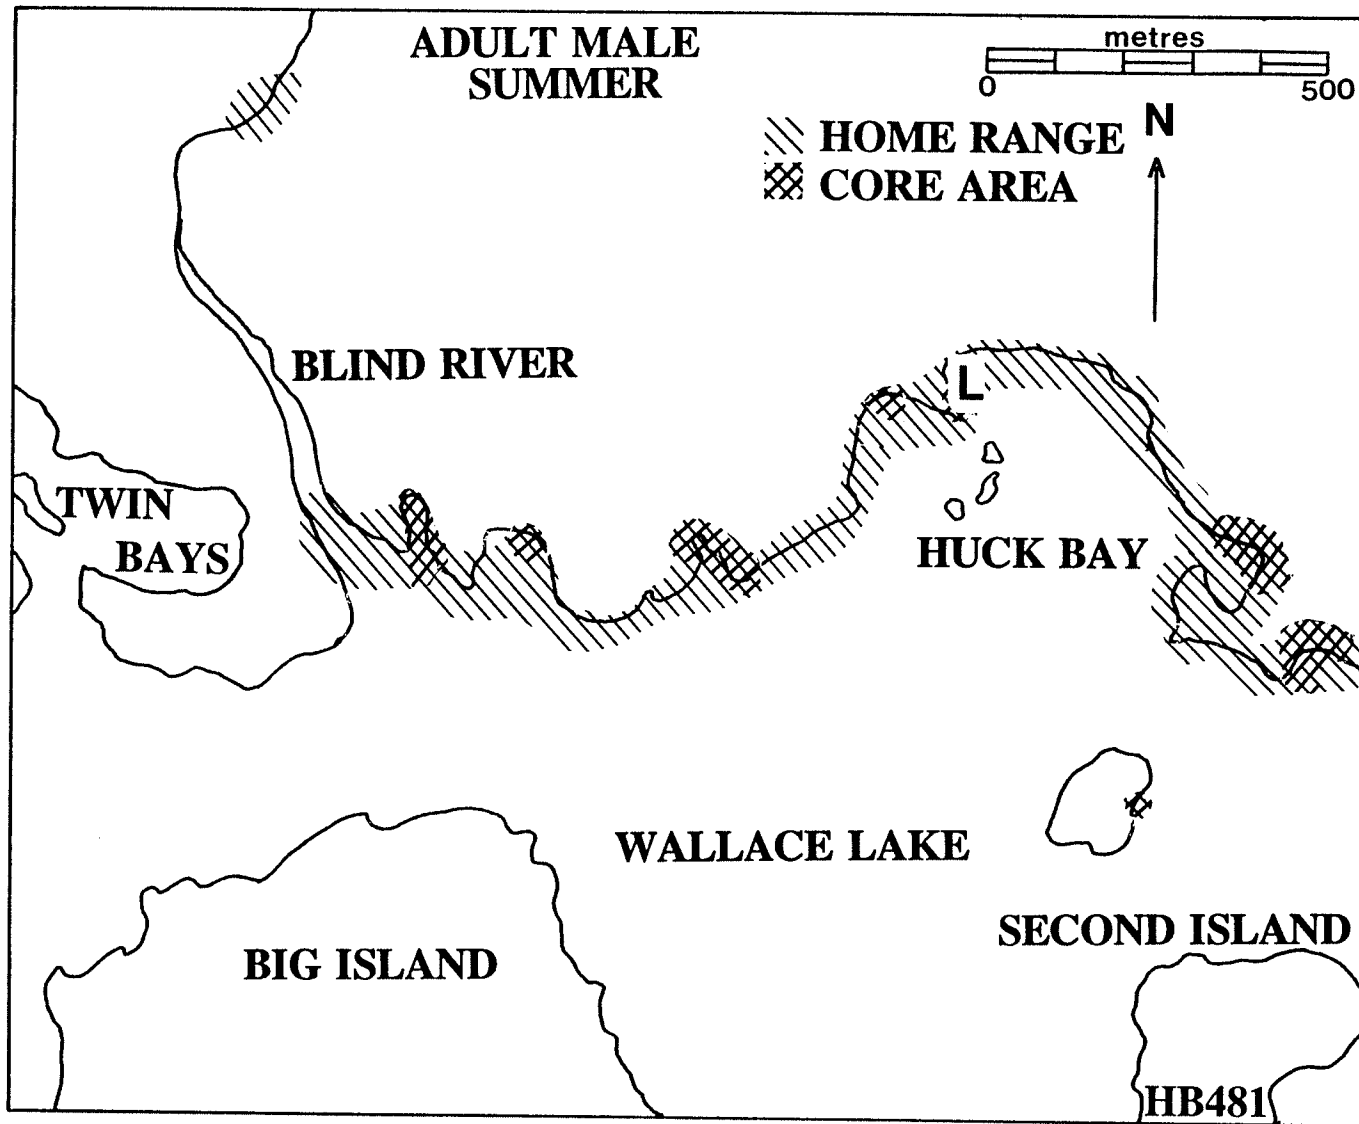 ADULT MALE
SUMMER
metres
0 500
N
HOME RANGE
CORE AREA
BLIND RIVER
L
TWIN
BAYS
HUCK BAY
WALLACE LAKE
SECOND ISLAND
BIG ISLAND
HB481